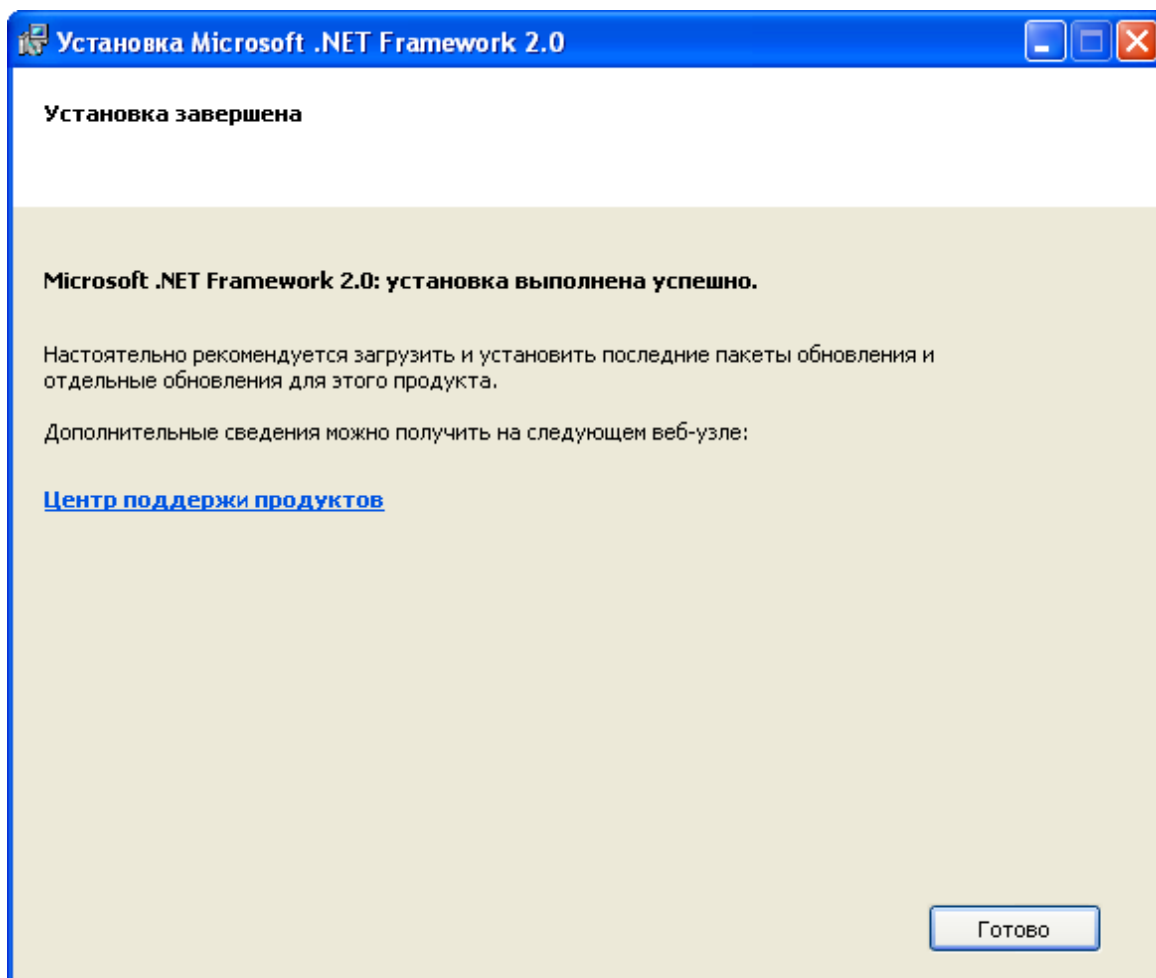 Установка Microsoft .NET Framework 2.0
Установка завершена
Microsoft .NET Framework 2.0: установка выполнена успешно.
Настоятельно рекомендуется загрузить и установить последние пакеты обновления и
отдельные обновления для этого продукта.
Дополнительные сведения можно получить на следующем веб-узле:
Центр поддержи продуктов
Готово